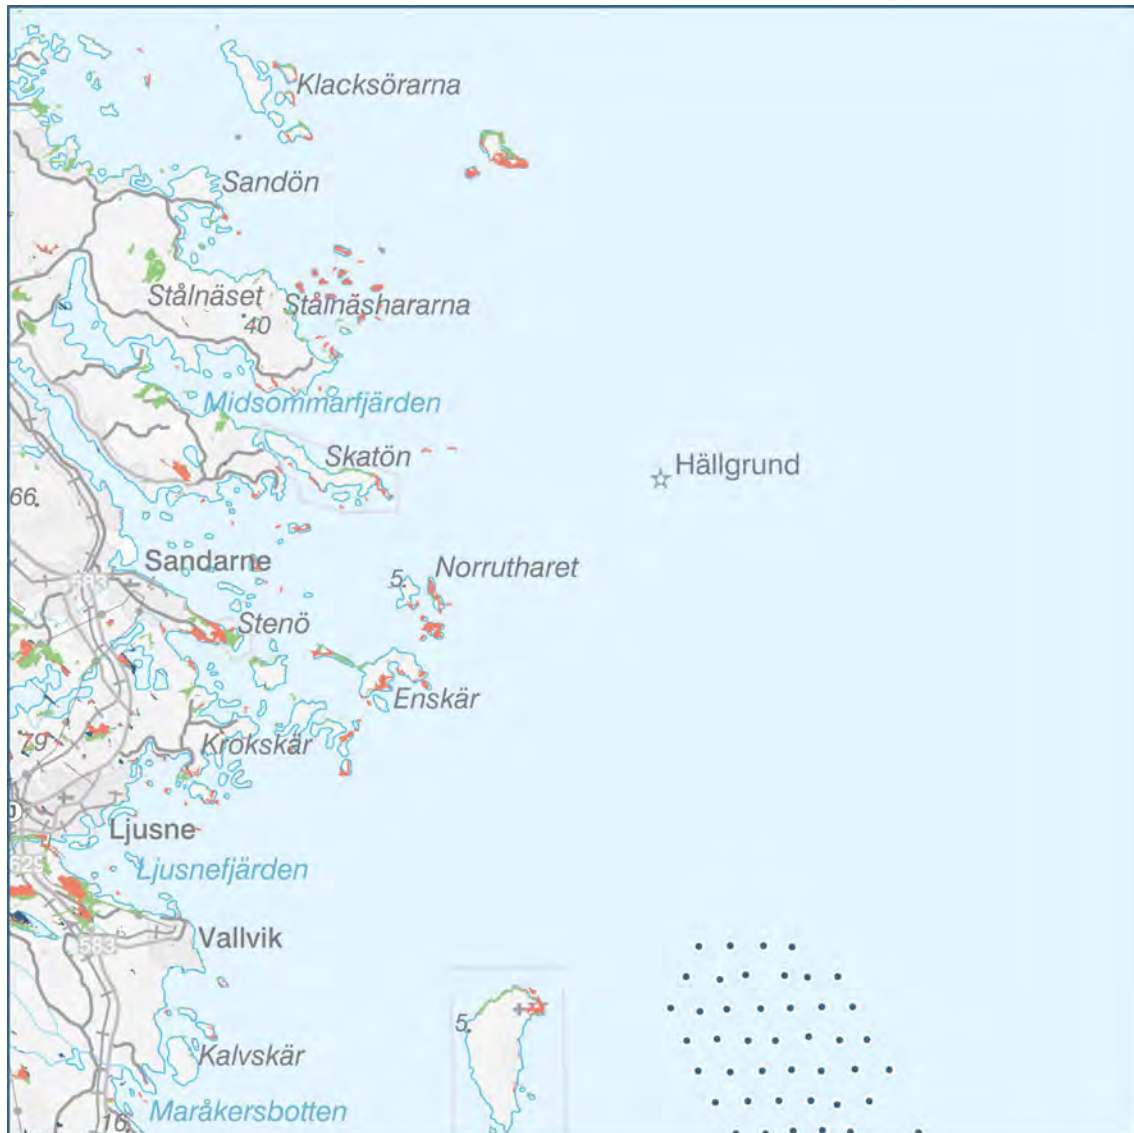 Klacksörarna
Sandön
Stålnäset
Stålnäshararna
40
Midsommarfjärden
Skatön
Hällgrund
66
Sandarne
583
5
Norrutharet
Stenö
Enskär
Krokskär
79
Ljusne
629
Ljusnefjärden
Vallvik
583
5
Kalvskär
Maråkersbotten
16